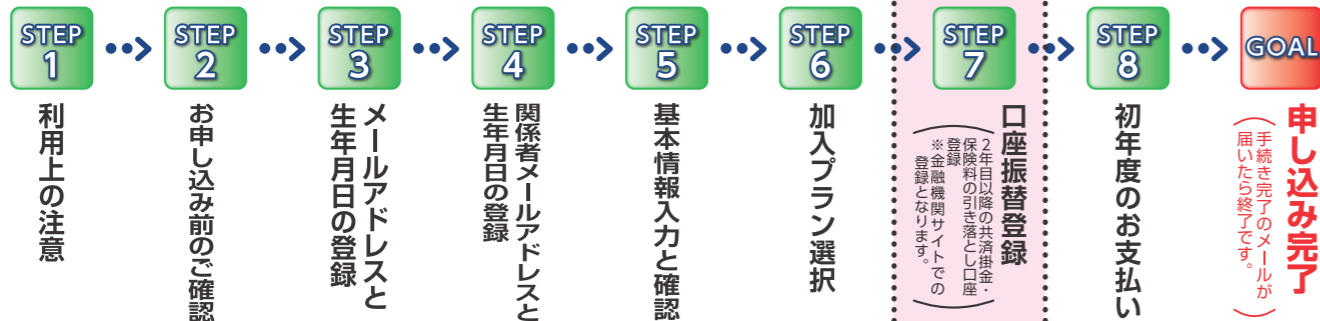 STEP
1
利用上の注意
STEP
2
お申し込み前のご確認
STEP
3
メールアドレスと
生年月日の登録
STEP
4
関係者メールアドレスと
生年月日の登録
STEP
5
基本情報入力と確認
STEP
6
加入プラン選択
STEP
7
口座振替登録
(2年目以降の共済掛金・
保険料の引き落とし口座
登録
※金融機関サイトでの
登録となります。)
STEP
8
初年度のお支払い
GOAL
申し込み完了
(手続き完了のメールが
届いたら終了です。)